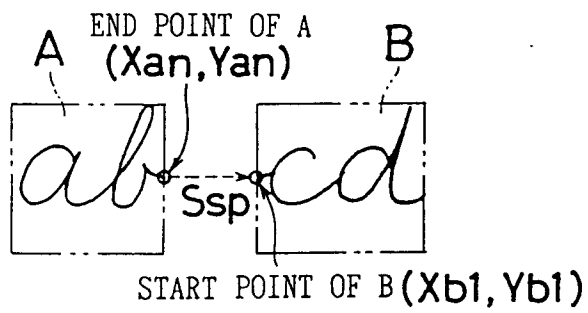 END POINT OF A
A (Xan, Yan) B
ab Ssp cd
START POINT OF B (Xb1, Yb1)